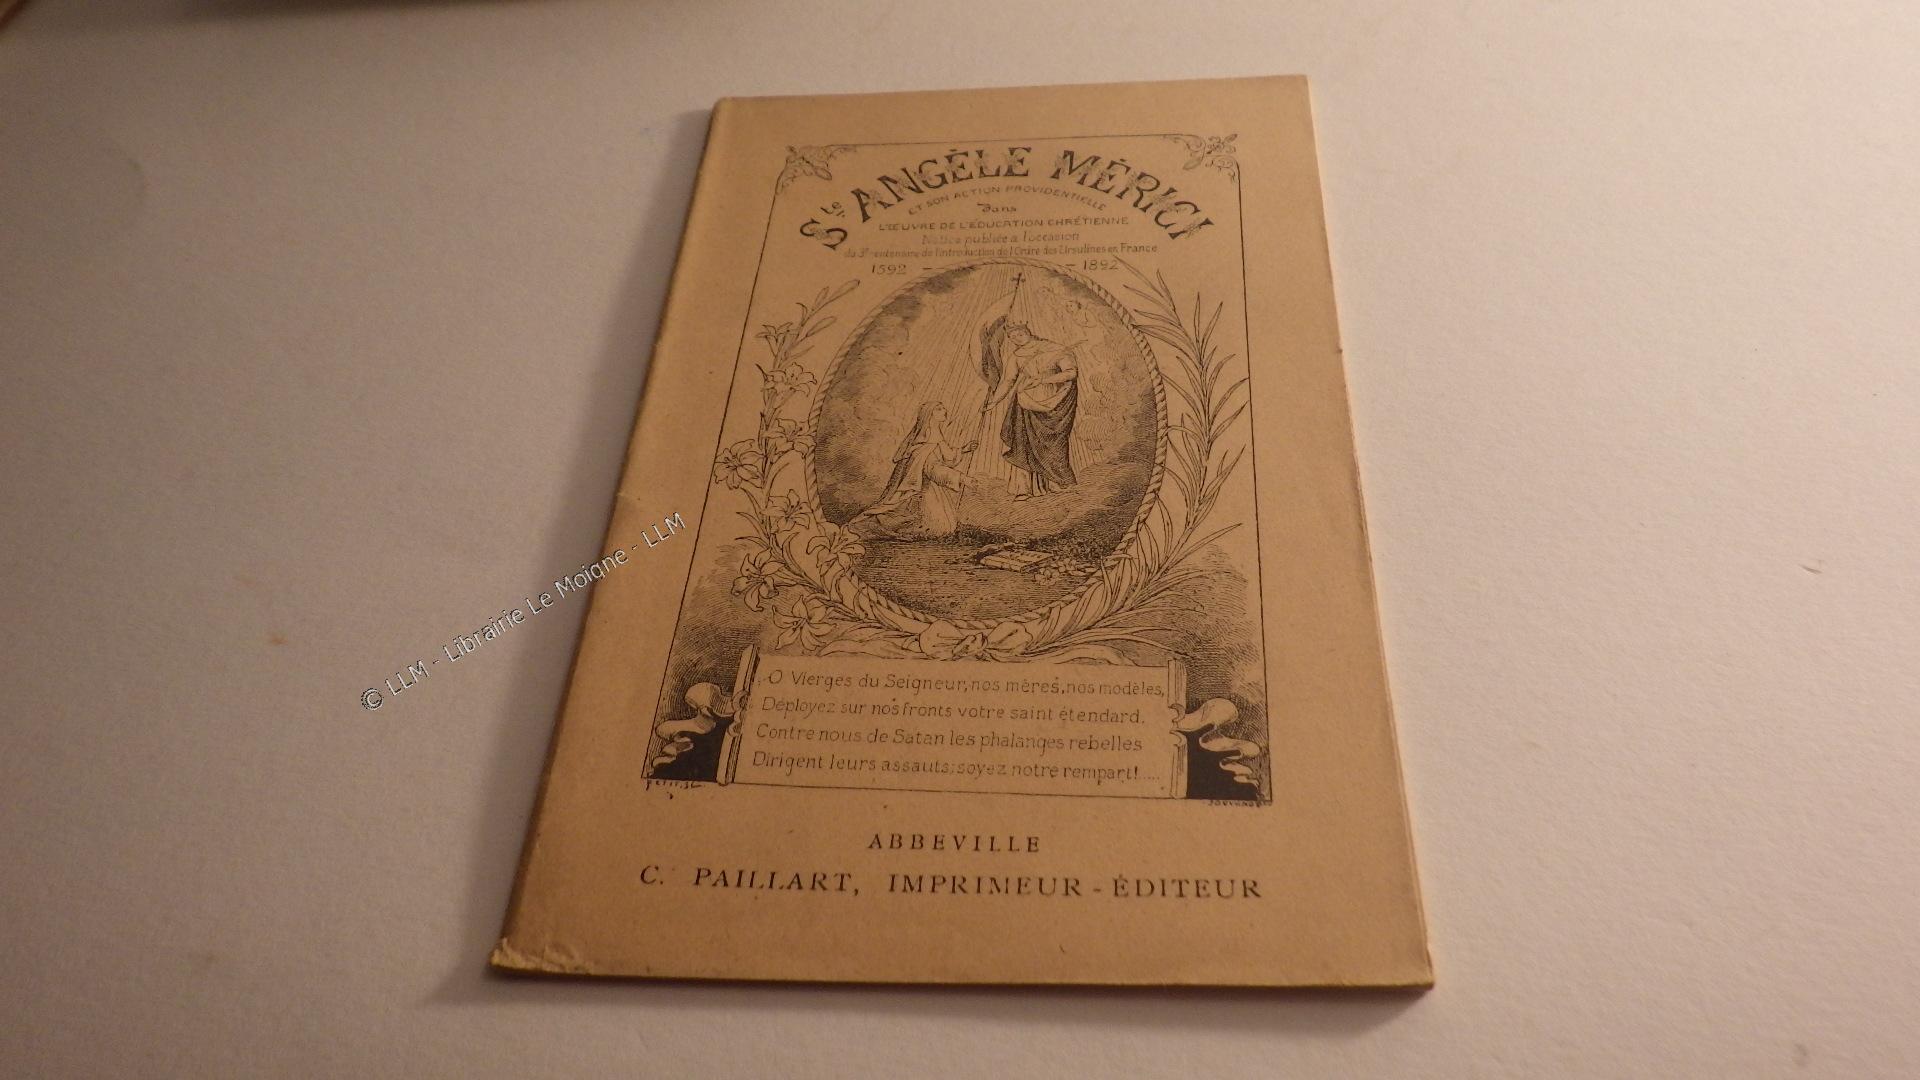 Ste ANGÈLE MÉRICI
ET SON ACTION PROVIDENTIELLE
dans
L'ŒUVRE DE L'ÉDUCATION CHRÉTIENNE
Notice publiée à l'occasion
du 3e centenaire de l'introduction de l'Ordre des Ursulines en France
1592 — — 1892
O Vierges du Seigneur, nos mères, nos modèles,
Déployez sur nos fronts votre saint étendard.
Contre nous de Satan les phalanges rebelles
Dirigent leurs assauts; soyez notre rempart!....
ABBEVILLE
C. PAILLART, IMPRIMEUR-ÉDITEUR
© LLM - Librairie Le Moigne - LLM